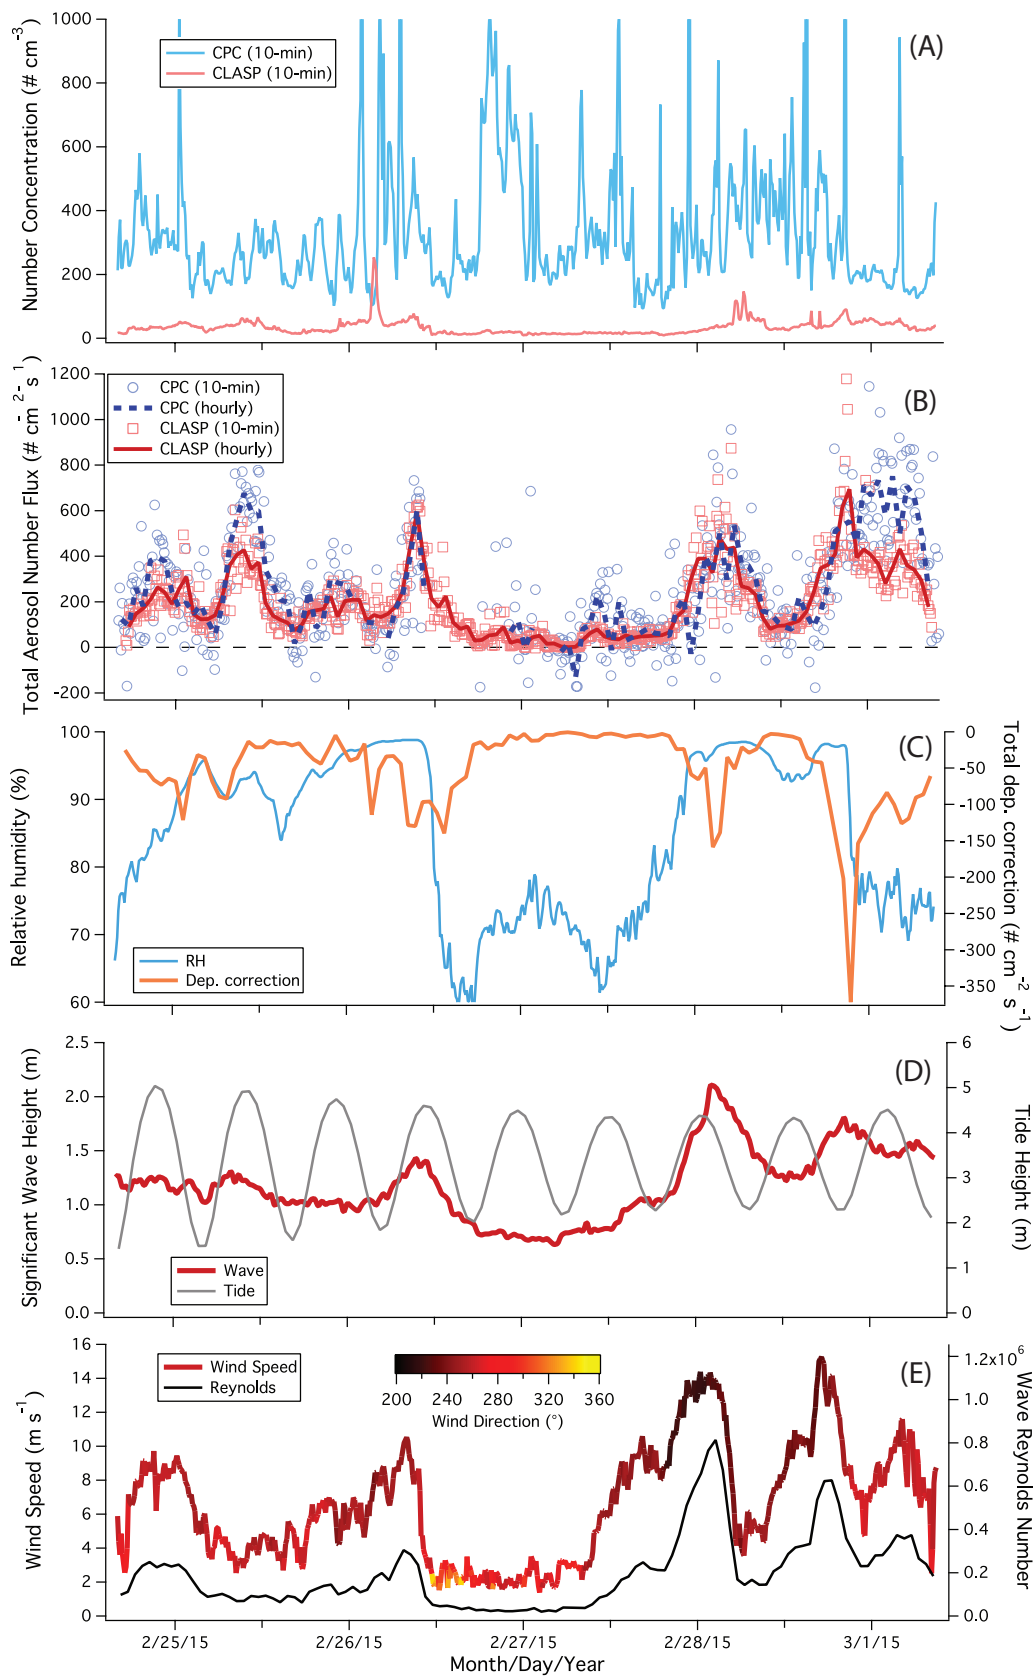 Number Concentration (# cm-3)
1000
800
600
400
200
0
CPC (10-min)
CLASP (10-min)
(A)
Total Aerosol Number Flux (# cm-2 s-1)
1200
1000
800
600
400
200
0
-200
CPC (10-min)
CPC (hourly)
CLASP (10-min)
CLASP (hourly)
(B)
Relative humidity (%)
100
90
80
70
60
RH
Dep. correction
(C)
0
-50
-100
-150
-200
-250
-300
-350
Total dep. correction (# cm-2 s-1)
Significant Wave Height (m)
2.5
2.0
1.5
1.0
0.5
0.0
Wave
Tide
(D)
6
5
4
3
2
1
0
Tide Height (m)
Wind Speed (m s-1)
16
14
12
10
8
6
4
2
0
Wind Speed
Reynolds
200 240 280 320 360
Wind Direction (°)
(E)
1.2x106
1.0
0.8
0.6
0.4
0.2
0.0
Wave Reynolds Number
2/25/15 2/26/15 2/27/15 2/28/15 3/1/15
Month/Day/Year